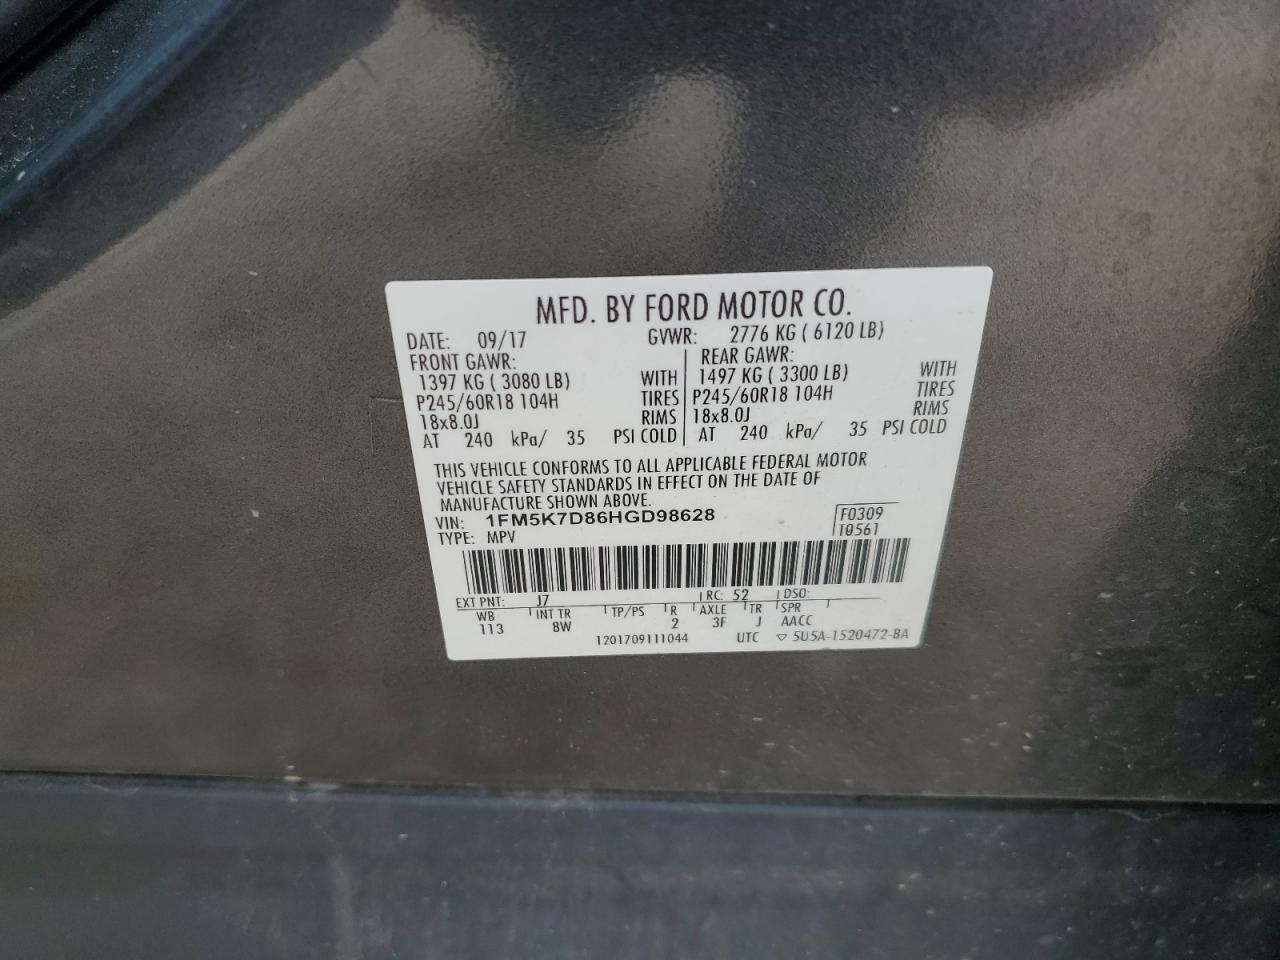 MFD. BY FORD MOTOR CO.
DATE: 09/17 GVWR: 2776 KG ( 6120 LB)
FRONT GAWR: REAR GAWR:
1397 KG ( 3080 LB) WITH 1497 KG ( 3300 LB) WITH
P245/60R18 104H TIRES P245/60R18 104H TIRES
18x8.0J RIMS 18x8.0J RIMS
AT 240 kPa/ 35 PSI COLD AT 240 kPa/ 35 PSI COLD
THIS VEHICLE CONFORMS TO ALL APPLICABLE FEDERAL MOTOR
VEHICLE SAFETY STANDARDS IN EFFECT ON THE DATE OF
MANUFACTURE SHOWN ABOVE.
VIN: 1FM5K7D86HGD98628 F0309
TYPE: MPV T0561
EXT PNT: J7 RC: 52 DSO:
WB INT TR TP/PS R AXLE TR SPR
113 8W 2 3F J AACC
1201709111044 UTC ▽ 5U5A-1520472-BA